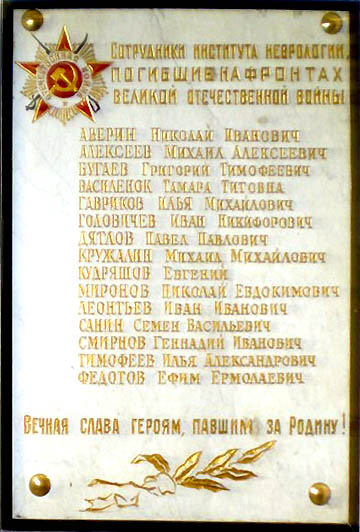 Сотрудники института неврологии,
погибшие на фронтах
Великой Отечественной войны
АВЕРИН Николай Иванович
АЛЕКСЕЕВ Михаил Алексеевич
БУГАЕВ Григорий Тимофеевич
ВАСИЛЕНОК Тамара Титовна
ГАВРИКОВ Илья Михайлович
ГОЛОВИЧЕВ Иван Никифорович
ДЯТЛОВ Павел Павлович
КРУЖАЛИН Михаил Михайлович
КУДРЯШОВ Евгений
МИРОНОВ Николай Евдокимович
ЛЕОНТЬЕВ Иван Иванович
САНИН Семен Васильевич
СМИРНОВ Геннадий Иванович
ТИМОФЕЕВ Илья Александрович
ФЕДОТОВ Ефим Ермолаевич
Вечная слава героям, павшим за Родину!